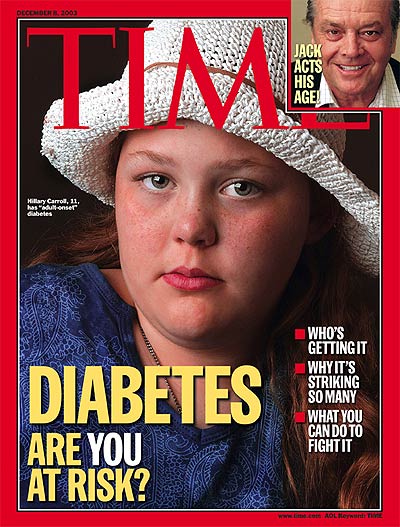 DECEMBER 8, 2003
TIME
JACK
ACTS
HIS
AGE!
Hillary Carroll, 11,
has "adult-onset"
diabetes
WHO'S
GETTING IT
WHY IT'S
STRIKING
SO MANY
WHAT YOU
CAN DO TO
FIGHT IT
DIABETES
ARE YOU
AT RISK?
www.time.com AOL Keyword: TIME